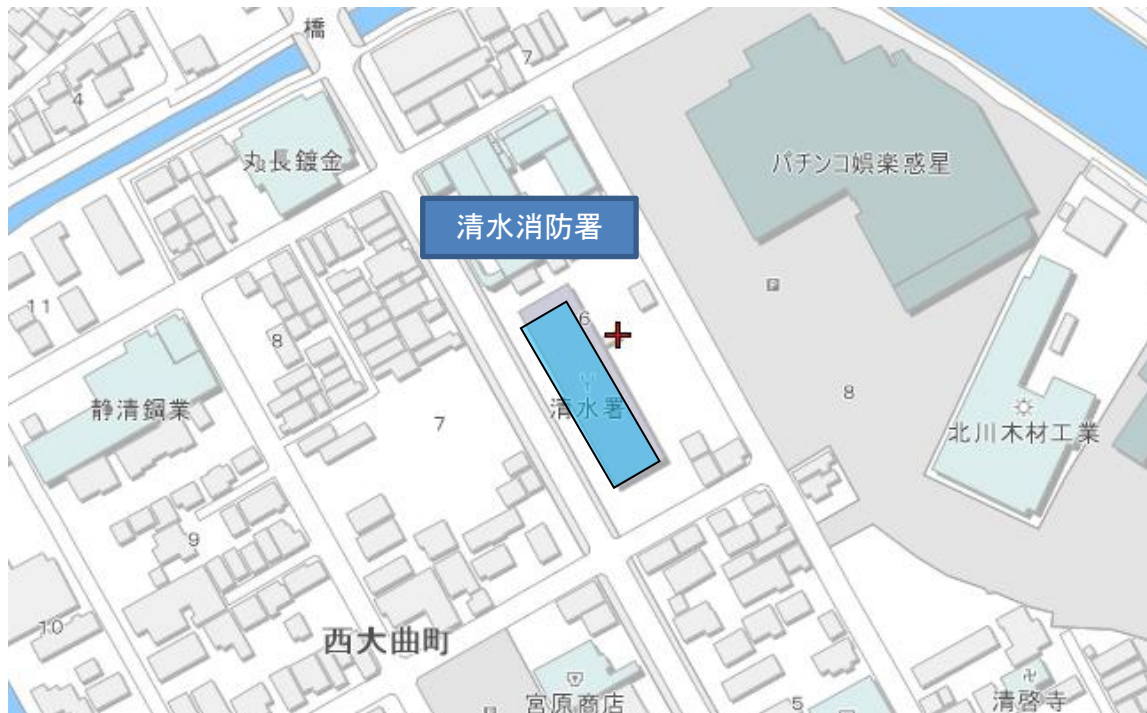 橋
7
4
丸長鍍金
パチンコ娯楽惑星
清水消防署
P
11
6
8
静清鋼業
清水署
7
8
北川木材工業
9
10
西大曲町
宮原商店
5
清啓寺